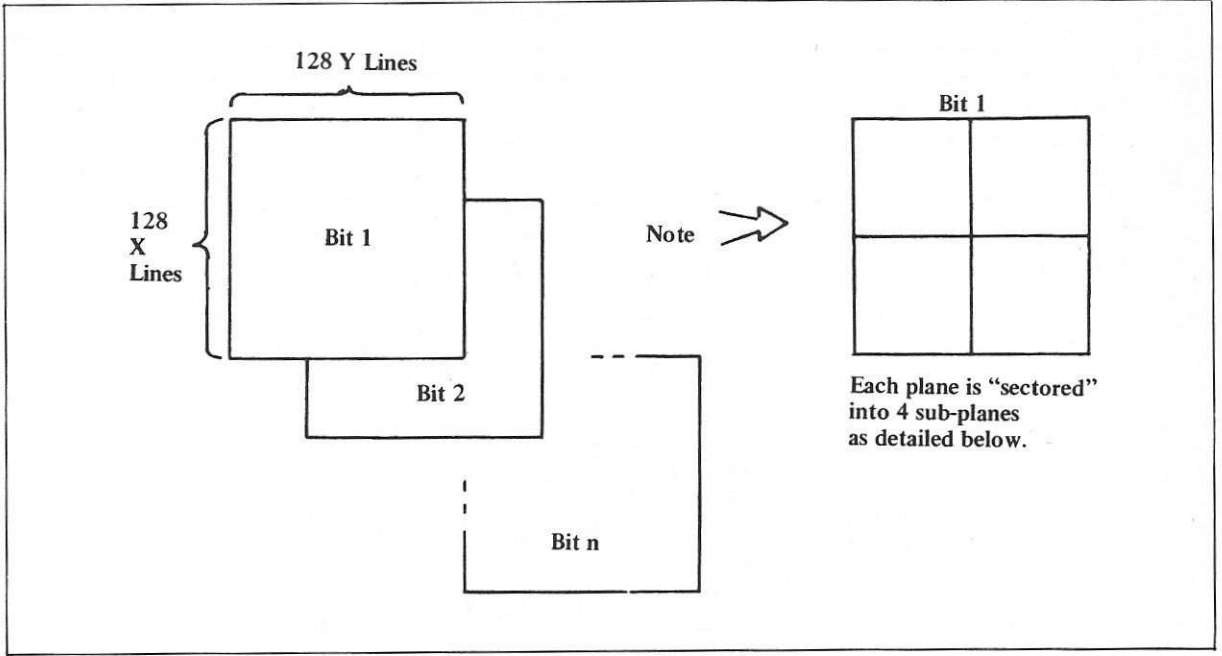 128 Y Lines
128
X
Lines
Bit 1
Bit 2
Bit n
Note
Bit 1
Each plane is “sectored”
into 4 sub-planes
as detailed below.